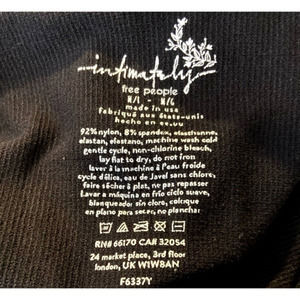 intimately
free people
M/L - M/G
made in usa
fabriqué aux états-unis
hecho en ee.uu
92% nylon, 8% spandex, élasthanne,
elastan, elastano, machine wash cold
gentle cycle, non-chlorine bleach,
lay flat to dry, do not iron
laver à la machine à l'eau froide
cycle délica, eau de Javel sans chlore,
faire sécher à plat, ne pas repasser
lavar a máquina en frío ciclo suave,
blanqueador sin cloro, colocque
en plano para secar, no planchar
RN# 66170 CA# 32054
24 market place, 3rd floor
london, UK W1WBAN
F6337Y